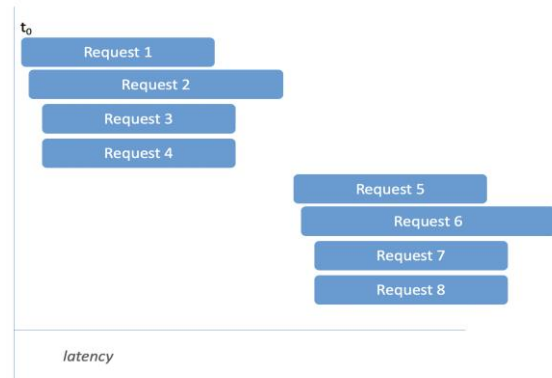 t₀
Request 1
Request 2
Request 3
Request 4
Request 5
Request 6
Request 7
Request 8
latency